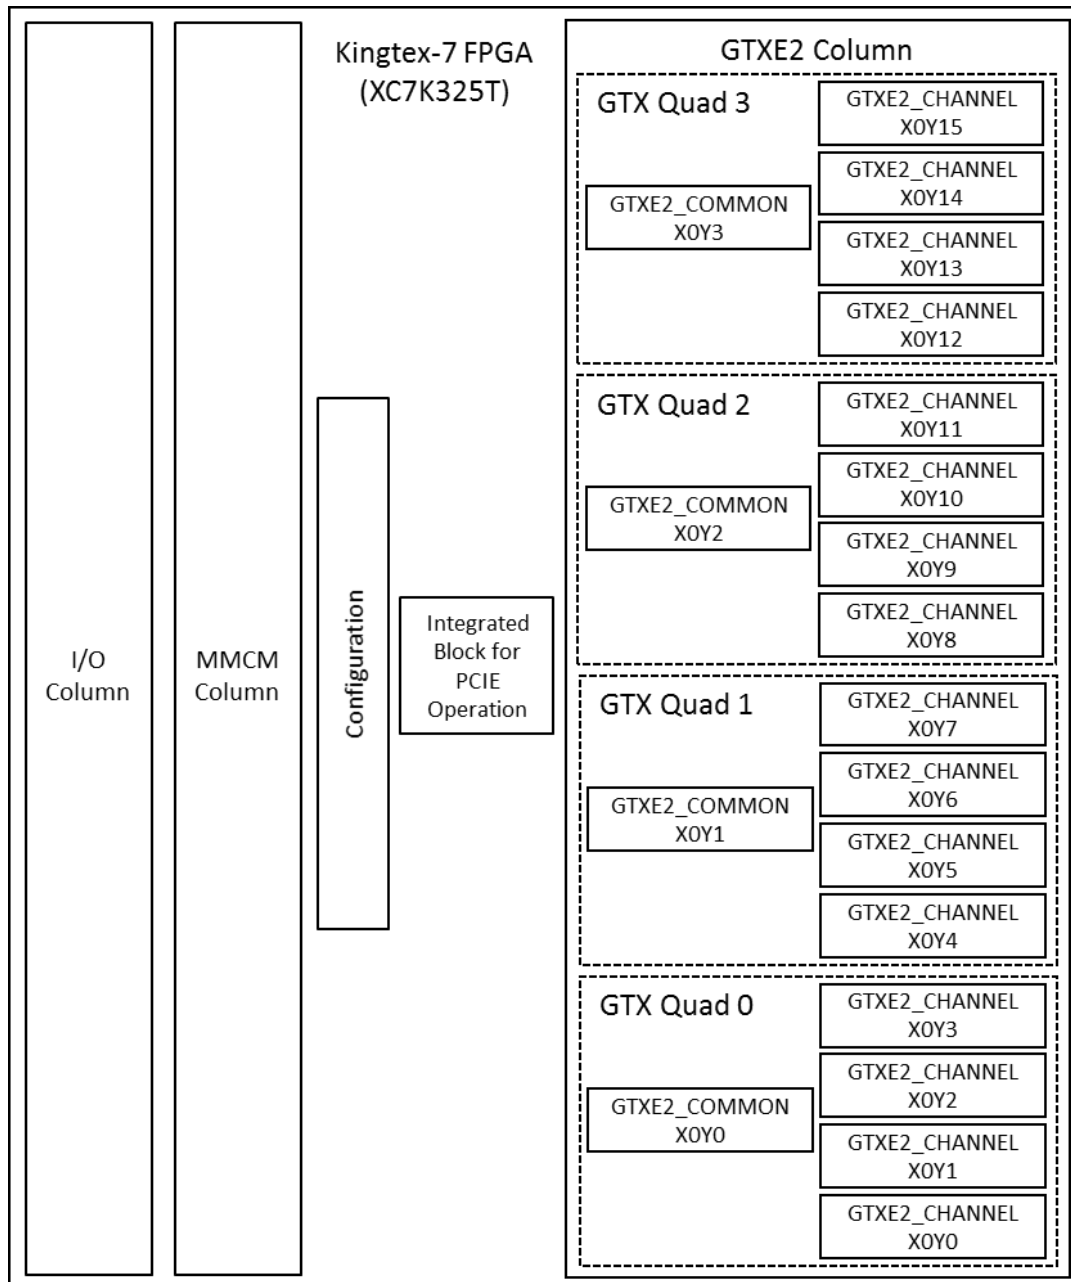 I/O
Column
MMCM
Column
Kingtex-7 FPGA
(XC7K325T)
Configuration
Integrated
Block for
PCIE
Operation
GTXE2 Column
GTX Quad 3
GTXE2_COMMON
X0Y3
GTXE2_CHANNEL
X0Y15
GTXE2_CHANNEL
X0Y14
GTXE2_CHANNEL
X0Y13
GTXE2_CHANNEL
X0Y12
GTX Quad 2
GTXE2_COMMON
X0Y2
GTXE2_CHANNEL
X0Y11
GTXE2_CHANNEL
X0Y10
GTXE2_CHANNEL
X0Y9
GTXE2_CHANNEL
X0Y8
GTX Quad 1
GTXE2_COMMON
X0Y1
GTXE2_CHANNEL
X0Y7
GTXE2_CHANNEL
X0Y6
GTXE2_CHANNEL
X0Y5
GTXE2_CHANNEL
X0Y4
GTX Quad 0
GTXE2_COMMON
X0Y0
GTXE2_CHANNEL
X0Y3
GTXE2_CHANNEL
X0Y2
GTXE2_CHANNEL
X0Y1
GTXE2_CHANNEL
X0Y0